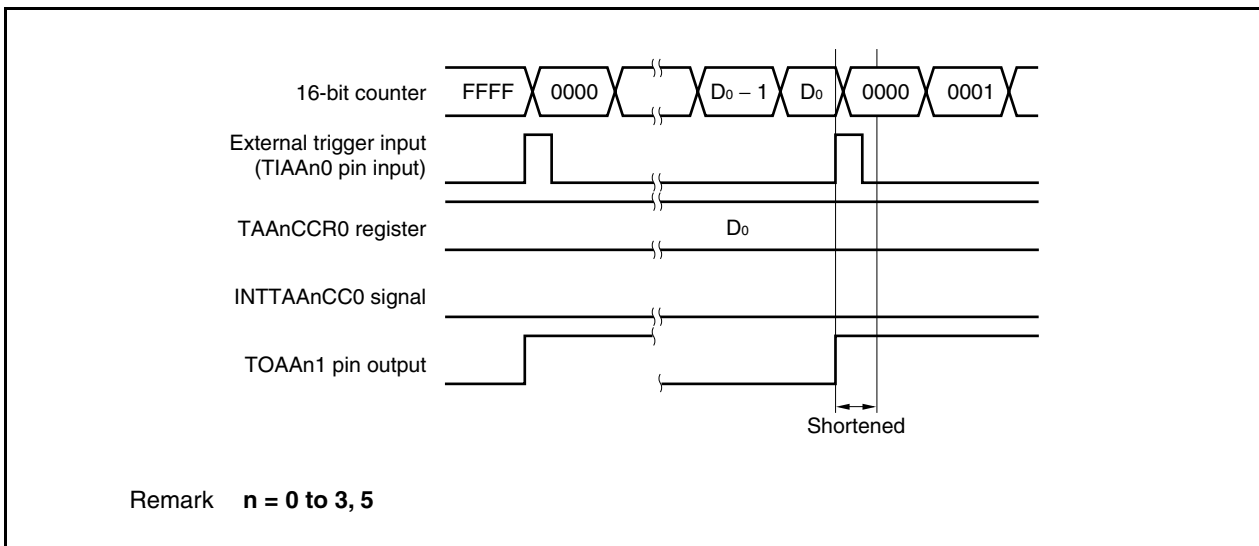 16-bit counter FFFF 0000 D0 − 1 D0 0000 0001
External trigger input
(TIAAn0 pin input)
TAAnCCR0 register D0
INTTAAnCC0 signal
TOAAn1 pin output
Shortened
Remark n = 0 to 3, 5